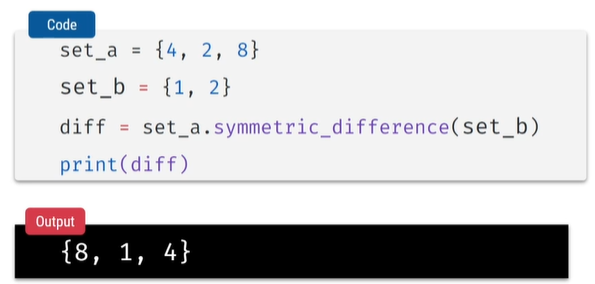 Code
set_a = {4, 2, 8}
set_b = {1, 2}
diff = set_a.symmetric_difference(set_b)
print(diff)
Output
{8, 1, 4}